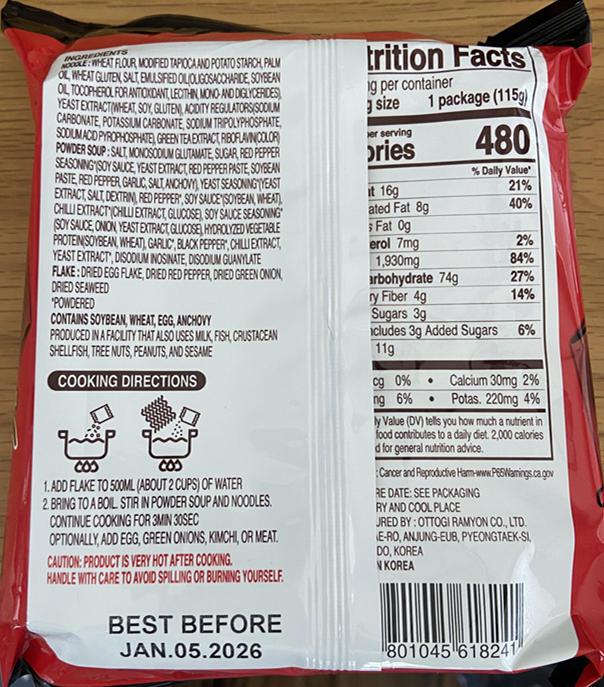 INGREDIENTS
NOODLE : WHEAT FLOUR, MODIFIED TAPIOCA AND POTATO STARCH, PALM
OIL, WHEAT GLUTEN, SALT, EMULSIFIED OIL(OLIGOSACCHARIDE, SOYBEAN
OIL, TOCOPHEROL FOR ANTIOXIDANT, LECITHIN, MONO- AND DIGLYCERIDES),
YEAST EXTRACT(WHEAT, SOY, GLUTEN), ACIDITY REGULATORS(SODIUM
CARBONATE, POTASSIUM CARBONATE, SODIUM TRIPOLYPHOSPHATE,
SODIUM ACID PYROPHOSPHATE), GREEN TEA EXTRACT, RIBOFLAVIN(COLOR)
POWDER SOUP : SALT, MONOSODIUM GLUTAMATE, SUGAR, RED PEPPER
SEASONING*(SOY SAUCE, YEAST EXTRACT, RED PEPPER PASTE, SOYBEAN
PASTE, RED PEPPER, GARLIC, SALT, ANCHOVY), YEAST SEASONING*(YEAST
EXTRACT, SALT, DEXTRIN), RED PEPPER*, SOY SAUCE*(SOYBEAN, WHEAT),
CHILLI EXTRACT*(CHILLI EXTRACT, GLUCOSE), SOY SAUCE SEASONING*
(SOY SAUCE, ONION, YEAST EXTRACT, GLUCOSE), HYDROLYZED VEGETABLE
PROTEIN(SOYBEAN, WHEAT), GARLIC*, BLACK PEPPER*, CHILLI EXTRACT,
YEAST EXTRACT*, DISODIUM INOSINATE, DISODIUM GUANYLATE
FLAKE : DRIED EGG FLAKE, DRIED RED PEPPER, DRIED GREEN ONION,
DRIED SEAWEED
*POWDERED
CONTAINS SOYBEAN, WHEAT, EGG, ANCHOVY
PRODUCED IN A FACILITY THAT ALSO USES MILK, FISH, CRUSTACEAN
SHELLFISH, TREE NUTS, PEANUTS, AND SESAME
COOKING DIRECTIONS
1. ADD FLAKE TO 500ML (ABOUT 2 CUPS) OF WATER
2. BRING TO A BOIL. STIR IN POWDER SOUP AND NOODLES.
CONTINUE COOKING FOR 3MIN 30SEC
OPTIONALLY, ADD EGG, GREEN ONIONS, KIMCHI, OR MEAT.
CAUTION: PRODUCT IS VERY HOT AFTER COOKING.
HANDLE WITH CARE TO AVOID SPILLING OR BURNING YOURSELF.
BEST BEFORE
JAN.05.2026
trition Facts
ng per container
g size 1 package (115g)
per serving
ories 480
% Daily Value*
at 16g 21%
ated Fat 8g 40%
s Fat 0g
erol 7mg 2%
1,930mg 84%
arbohydrate 74g 27%
ry Fiber 4g 14%
Sugars 3g
ncludes 3g Added Sugars 6%
11g
cg 0% • Calcium 30mg 2%
ng 6% • Potas. 220mg 4%
ly Value (DV) tells you how much a nutrient in
food contributes to a daily diet. 2,000 calories
d for general nutrition advice.
: Cancer and Reproductive Harm-www.P65Warnings.ca.gov
RE DATE: SEE PACKAGING
RY AND COOL PLACE
URED BY : OTTOGI RAMYON CO., LTD.
AE-RO, ANJUNG-EUB, PYEONGTAEK-SI,
DO, KOREA
N KOREA
801045 618241